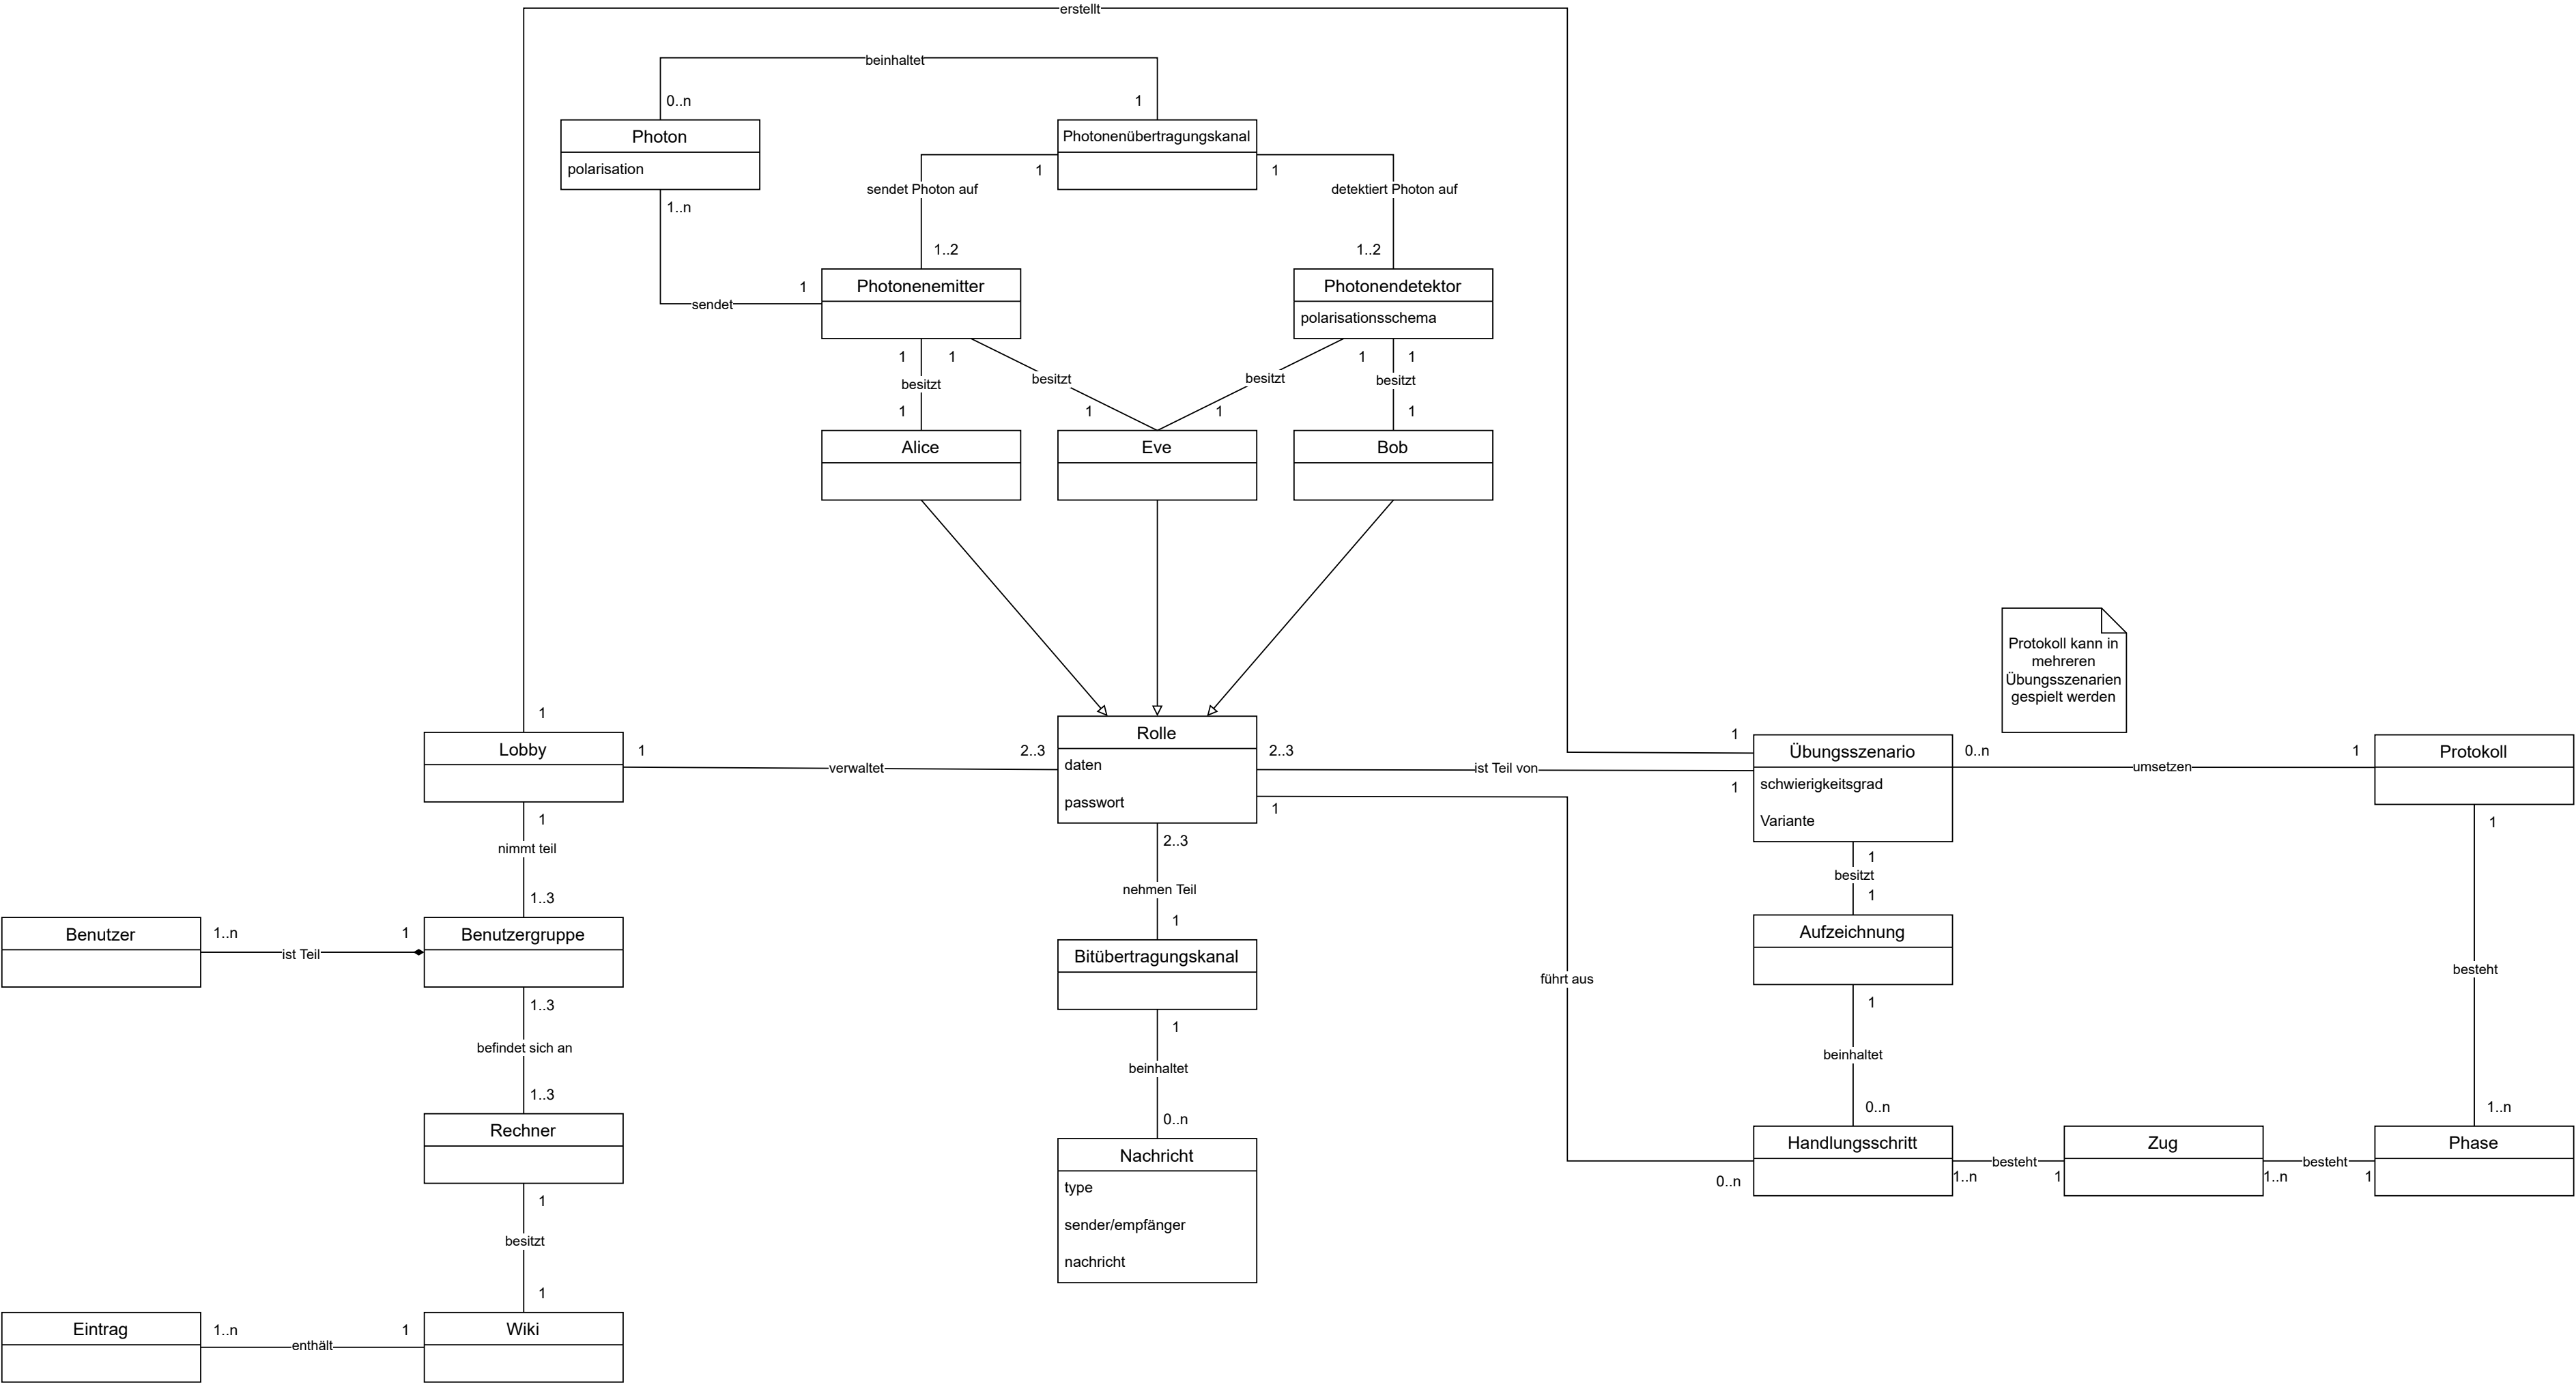 erstellt
beinhaltet
0..n
1
Photon
polarisation
Photonenübertragungskanal
1
1
sendet Photon auf
detektiert Photon auf
1..n
1..2
1..2
1
sendet
Photonenemitter
Photonendetektor
polarisationsschema
1
1
1
1
besitzt
besitzt
besitzt
besitzt
1
1
1
1
Alice
Eve
Bob
Protokoll kann in
mehreren
Übungsszenarien
gespielt werden
1
Lobby
1
verwaltet
2..3
Rolle
daten
passwort
2..3
ist Teil von
1
1
1
Übungsszenario
schwierigkeitsgrad
Variante
0..n
umsetzen
1
Protokoll
1
nimmt teil
1..3
2..3
nehmen Teil
1
1
besitzt
1
1
Benutzer
1..n
ist Teil
1
Benutzergruppe
Bitübertragungskanal
Aufzeichnung
führt aus
besteht
1..3
befindet sich an
1..3
1
beinhaltet
0..n
1
beinhaltet
0..n
1..n
Rechner
Nachricht
type
sender/empfänger
nachricht
0..n
Handlungsschritt
1..n
besteht
1
Zug
1..n
besteht
1
Phase
1
besitzt
1
Eintrag
1..n
enthält
1
Wiki